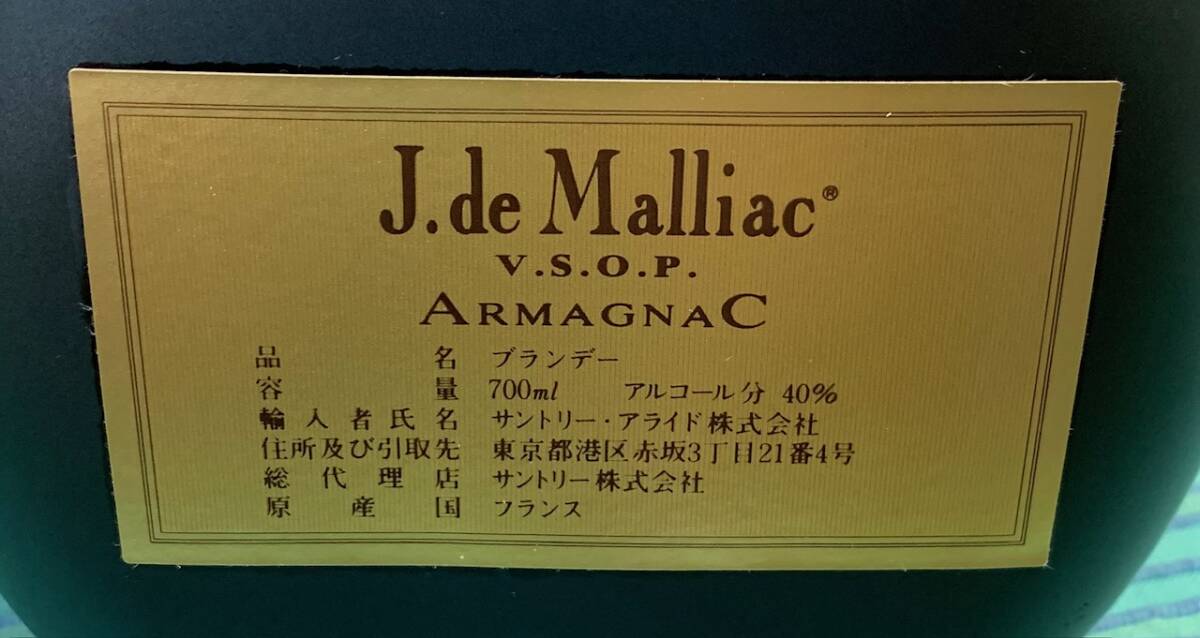 J. de Malliac®
V.S.O.P.
ARMAGNAC
品名 ブランデー
容量 700ml アルコール分 40%
輸入者氏名 サントリー・アライド株式会社
住所及び引取先 東京都港区赤坂3丁目21番4号
総代理店 サントリー株式会社
原産国 フランス